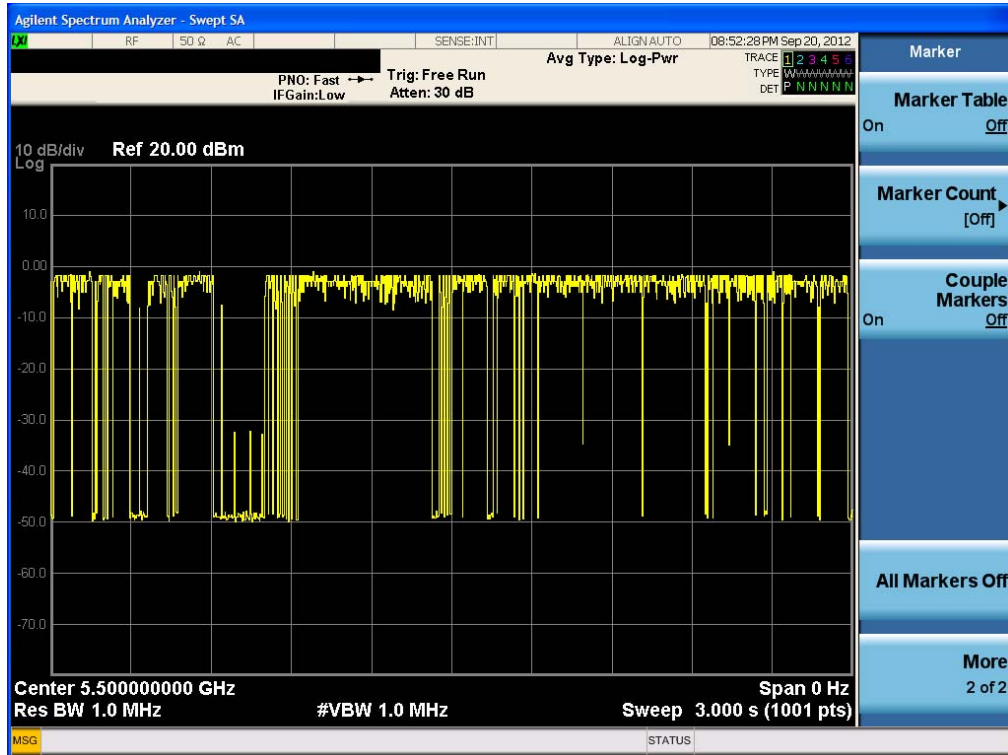 Agilent Spectrum Analyzer - Swept SA
LXI RF 50 Ω AC SENSE:INT ALIGN AUTO 08:52:28 PM Sep 20, 2012
Marker
Avg Type: Log-Pwr
TRACE 1 2 3 4 5 6
PNO: Fast
Trig: Free Run
TYPE W
IFGain:Low
Atten: 30 dB
DET P N N N N N
Marker Table
On Off
10 dB/div Ref 20.00 dBm
Log
Marker Count
[Off]
10.0
0.00
Couple
Markers
On Off
-10.0
-20.0
-30.0
-40.0
-50.0
-60.0
All Markers Off
-70.0
Center 5.500000000 GHz
Span 0 Hz
Res BW 1.0 MHz
#VBW 1.0 MHz
Sweep 3.000 s (1001 pts)
More
2 of 2
MSG
STATUS